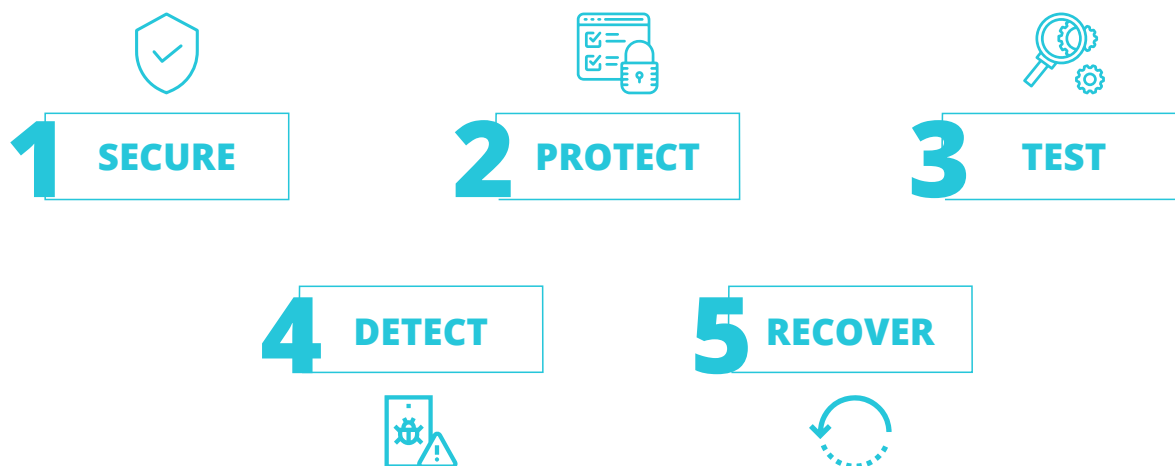 1 SECURE
2 PROTECT
3 TEST
4 DETECT
5 RECOVER